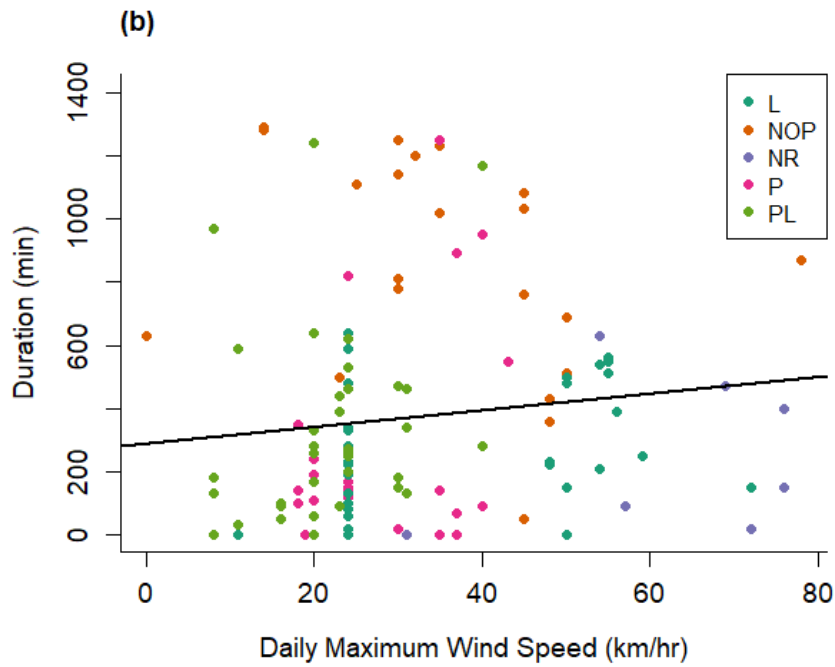 (b)
Duration (min)
1400
1000
600
200
0
L
NOP
NR
P
PL
0 20 40 60 80
Daily Maximum Wind Speed (km/hr)